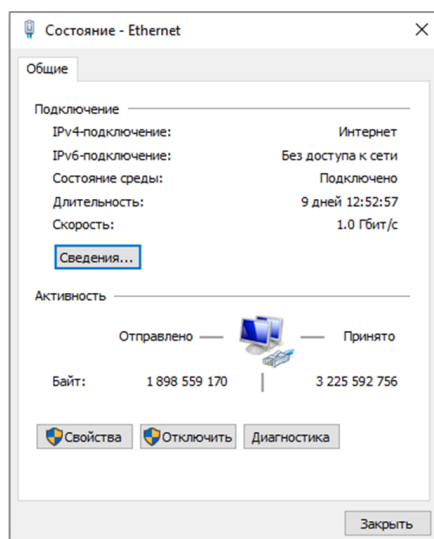 Состояние - Ethernet
Общие
Подключение
IPv4-подключение: Интернет
IPv6-подключение: Без доступа к сети
Состояние среды: Подключено
Длительность: 9 дней 12:52:57
Скорость: 1.0 Гбит/с
Сведения...
Активность
Отправлено — — Принято
Байт: 1 898 559 170 | 3 225 592 756
Свойства Отключить Диагностика
Закрыть